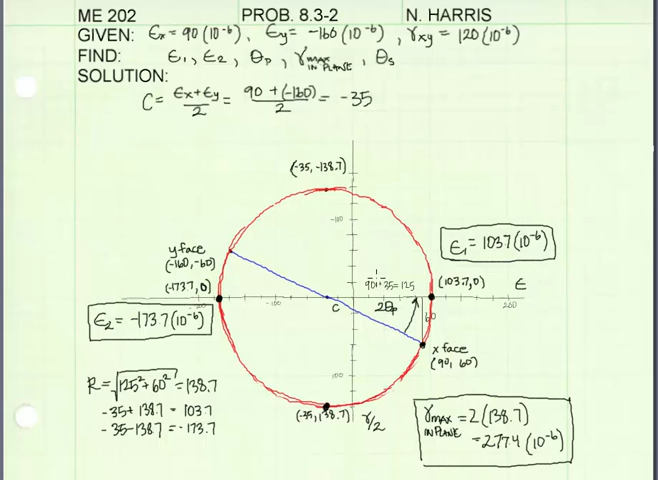 ME 202 PROB. 8.3-2 N. HARRIS
GIVEN: ϵx = 90(10⁻⁶), ϵy = -160(10⁻⁶), γxy = 120(10⁻⁶)
FIND: ϵ1, ϵ2, θp, γmax IN PLANE, θs
SOLUTION:
C = ϵx+ϵy / 2 = 90 + (-160) / 2 = -35
(-35, -138.7)
-110
ϵ1 = 103.7(10⁻⁶)
y face
(-160, -60)
(-173.7, 0)
90+35=125
(103.7, 0)
ϵ
-100
C
2θp
200
60
ϵ2 = -173.7(10⁻⁶)
x face
(90, 60)
R = √125²+60² = 138.7
100
-35+138.7 = 103.7
-35-138.7 = -173.7
(-35, 138.7)
γ/2
γmax IN PLANE = 2(138.7)
= 277.4(10⁻⁶)